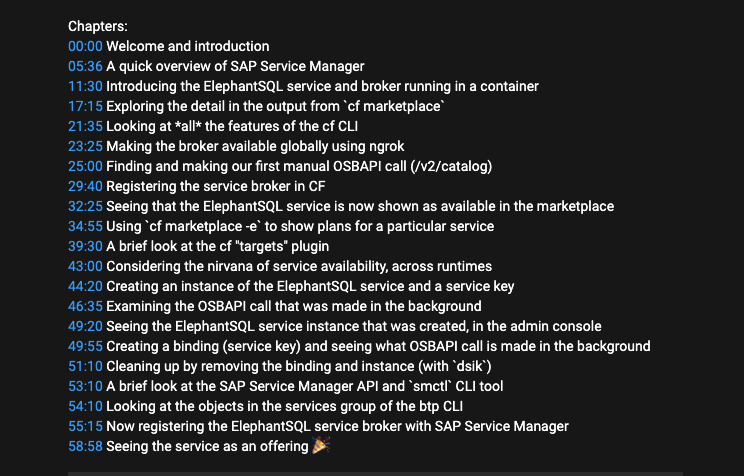 Chapters:
00:00 Welcome and introduction
05:36 A quick overview of SAP Service Manager
11:30 Introducing the ElephantSQL service and broker running in a container
17:15 Exploring the detail in the output from `cf marketplace`
21:35 Looking at *all* the features of the cf CLI
23:25 Making the broker available globally using ngrok
25:00 Finding and making our first manual OSBAPI call (/v2/catalog)
29:40 Registering the service broker in CF
32:25 Seeing that the ElephantSQL service is now shown as available in the marketplace
34:55 Using `cf marketplace -e` to show plans for a particular service
39:30 A brief look at the cf "targets" plugin
43:00 Considering the nirvana of service availability, across runtimes
44:20 Creating an instance of the ElephantSQL service and a service key
46:35 Examining the OSBAPI call that was made in the background
49:20 Seeing the ElephantSQL service instance that was created, in the admin console
49:55 Creating a binding (service key) and seeing what OSBAPI call is made in the background
51:10 Cleaning up by removing the binding and instance (with `dsik`)
53:10 A brief look at the SAP Service Manager API and `smctl` CLI tool
54:10 Looking at the objects in the services group of the btp CLI
55:15 Now registering the ElephantSQL service broker with SAP Service Manager
58:58 Seeing the service as an offering 🎉